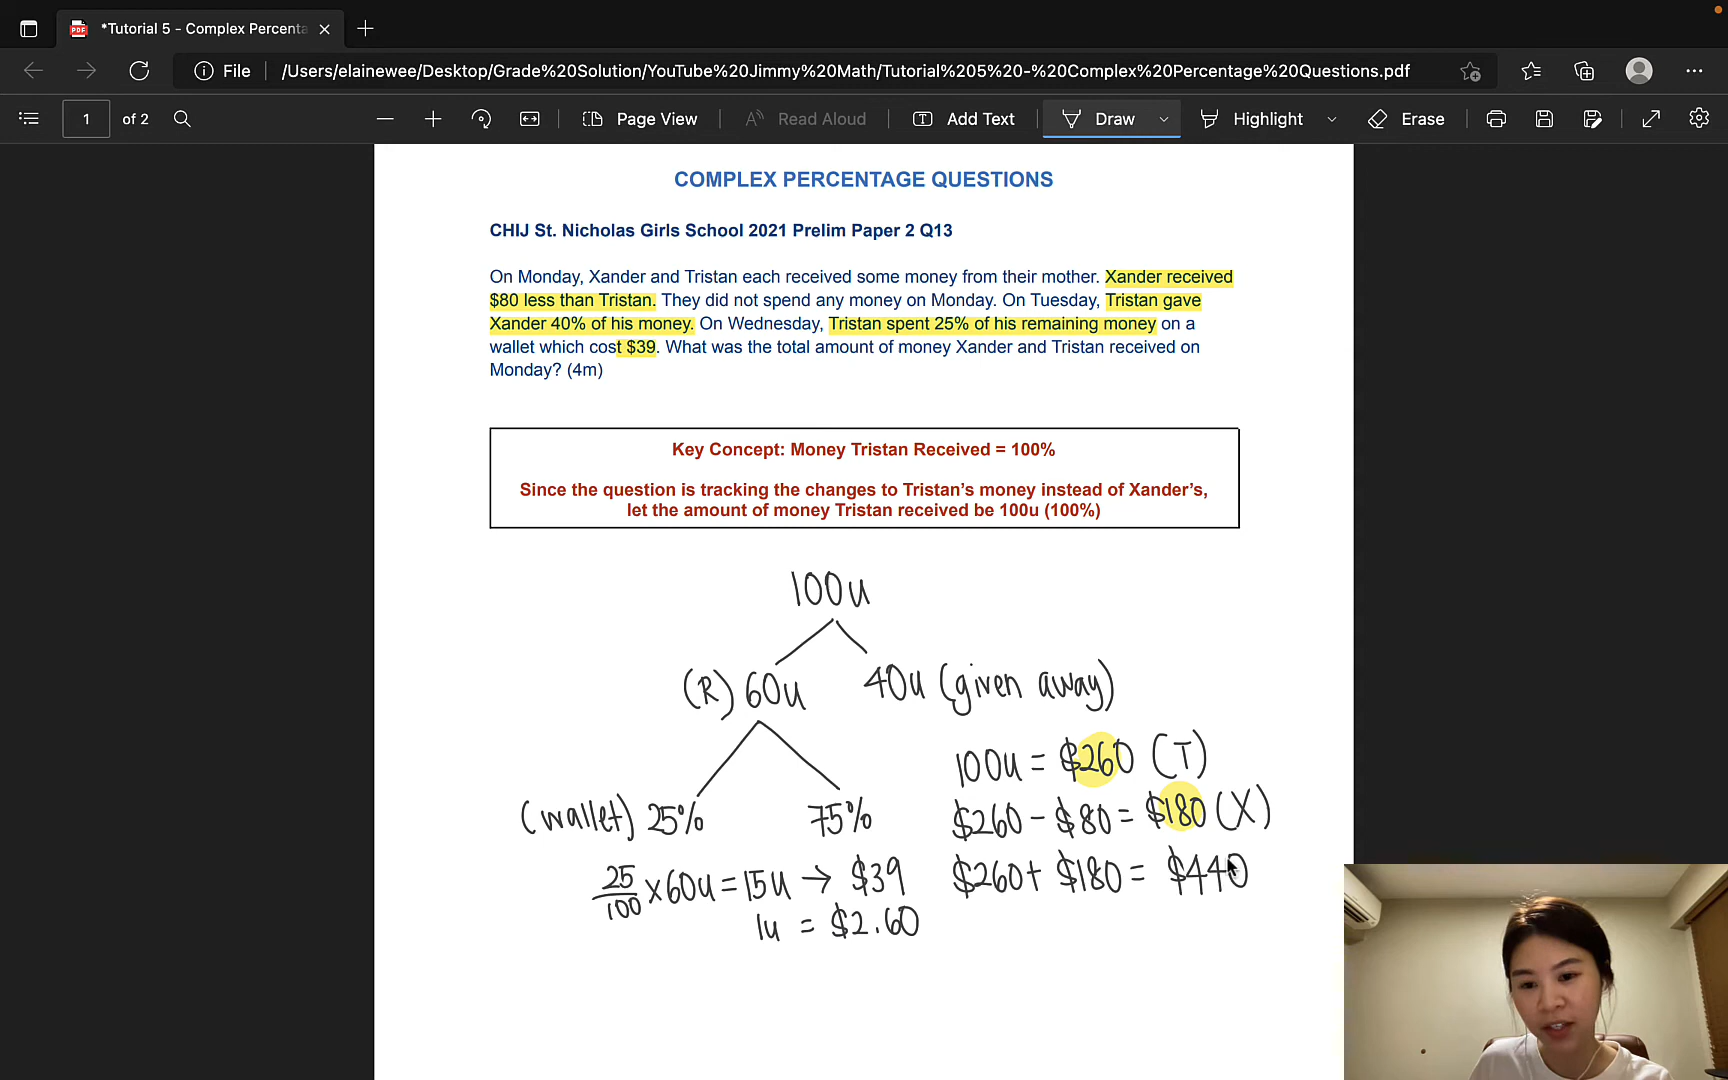 *Tutorial 5 - Complex Percenta
File /Users/elainewee/Desktop/Grade%20Solution/YouTube%20Jimmy%20Math/Tutorial%205%20-%20Complex%20Percentage%20Questions.pdf
1 of 2 Page View Read Aloud Add Text Draw Highlight Erase
COMPLEX PERCENTAGE QUESTIONS
CHIJ St. Nicholas Girls School 2021 Prelim Paper 2 Q13
On Monday, Xander and Tristan each received some money from their mother. Xander received
$80 less than Tristan. They did not spend any money on Monday. On Tuesday, Tristan gave
Xander 40% of his money. On Wednesday, Tristan spent 25% of his remaining money on a
wallet which cost $39. What was the total amount of money Xander and Tristan received on
Monday? (4m)
Key Concept: Money Tristan Received = 100%
Since the question is tracking the changes to Tristan's money instead of Xander's,
let the amount of money Tristan received be 100u (100%)
100u
(R) 60u 40u (given away)
(wallet) 25% 75%
25/100 x 60u = 15u → $39
1u = $2.60
100u = $260 (T)
$260 - $80 = $180 (X)
$260 + $180 = $440